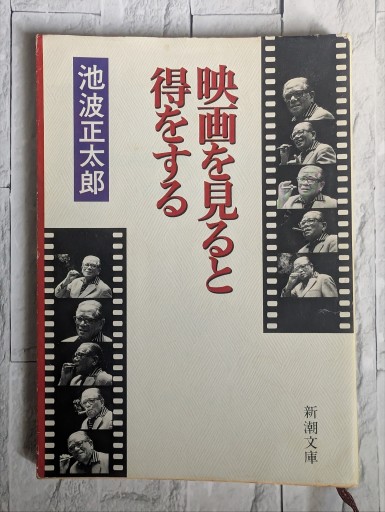 映画を見ると
得をする
池波正太郎
新潮文庫